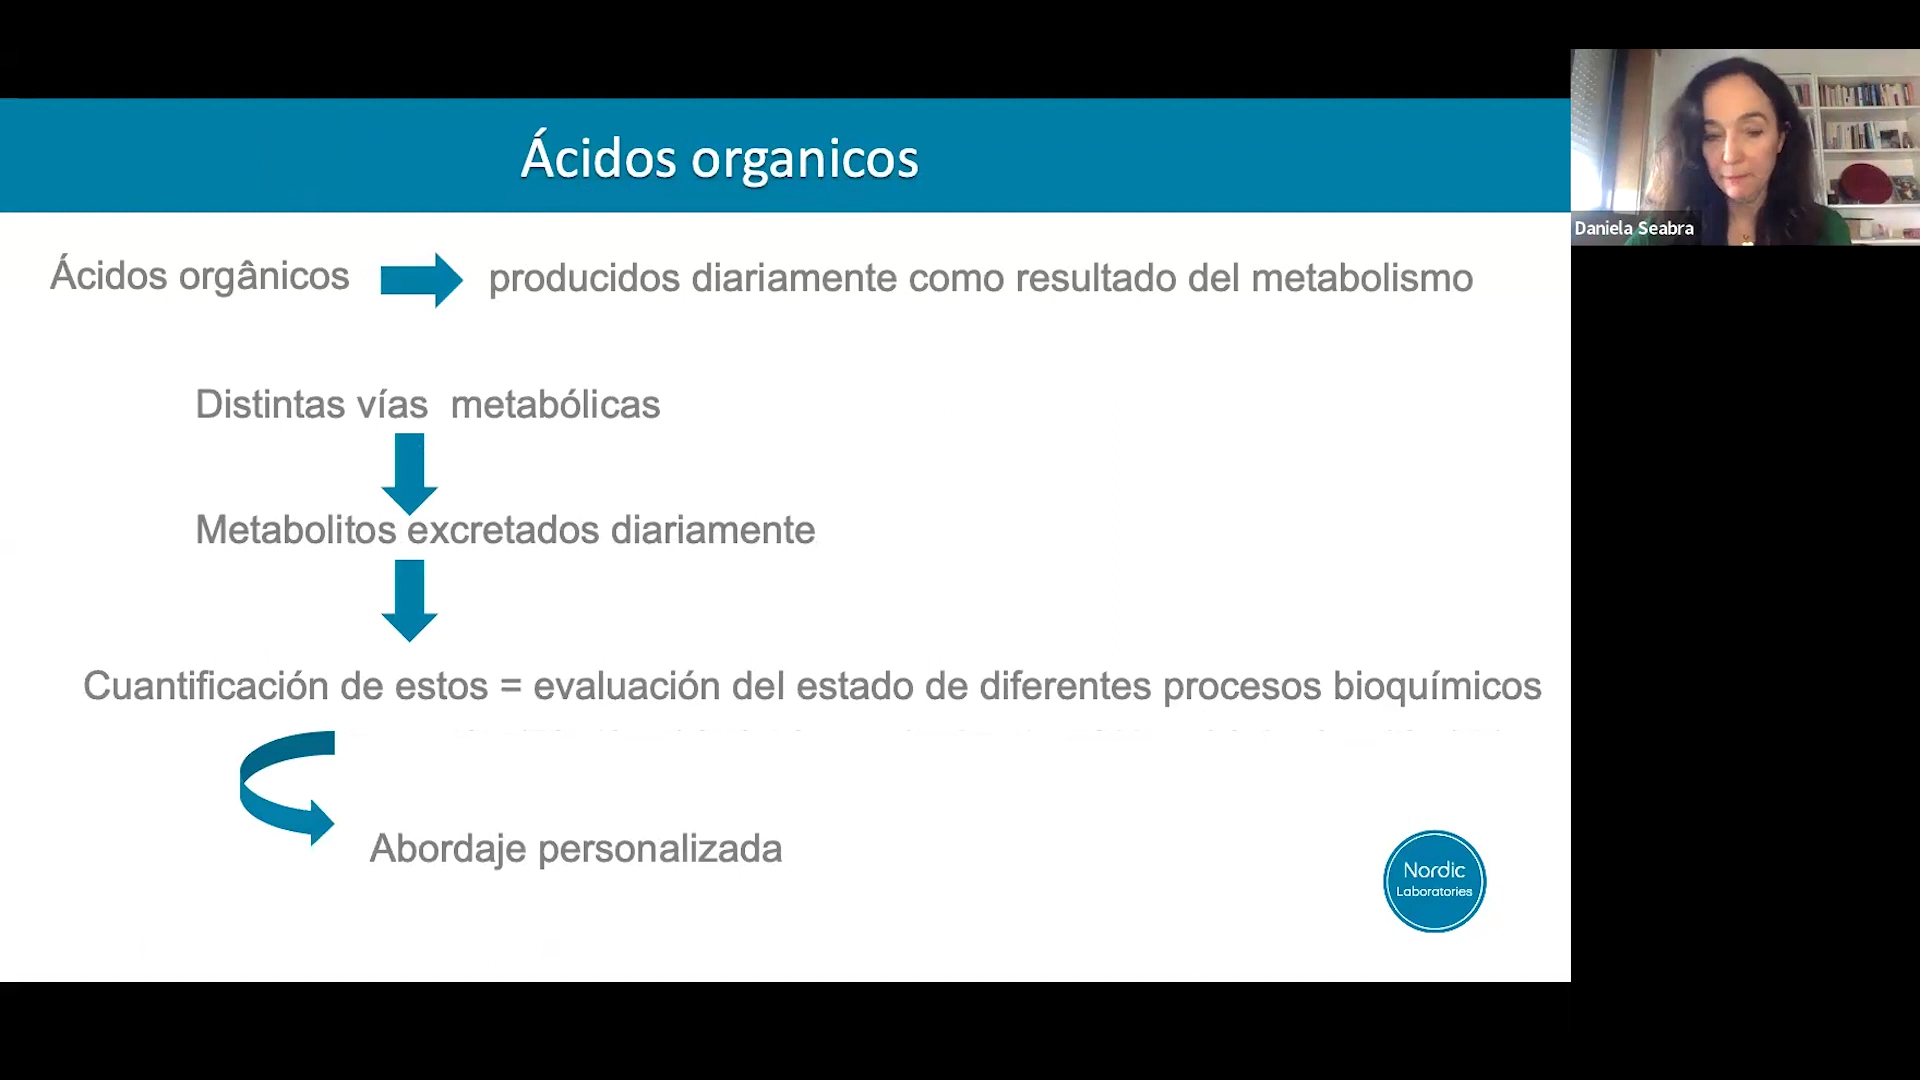 Ácidos organicos
Daniela Seabra
Ácidos orgânicos producidos diariamente como resultado del metabolismo
Distintas vías metabólicas
Metabolitos excretados diariamente
Cuantificación de estos = evaluación del estado de diferentes procesos bioquímicos
Abordaje personalizada
Nordic
Laboratories